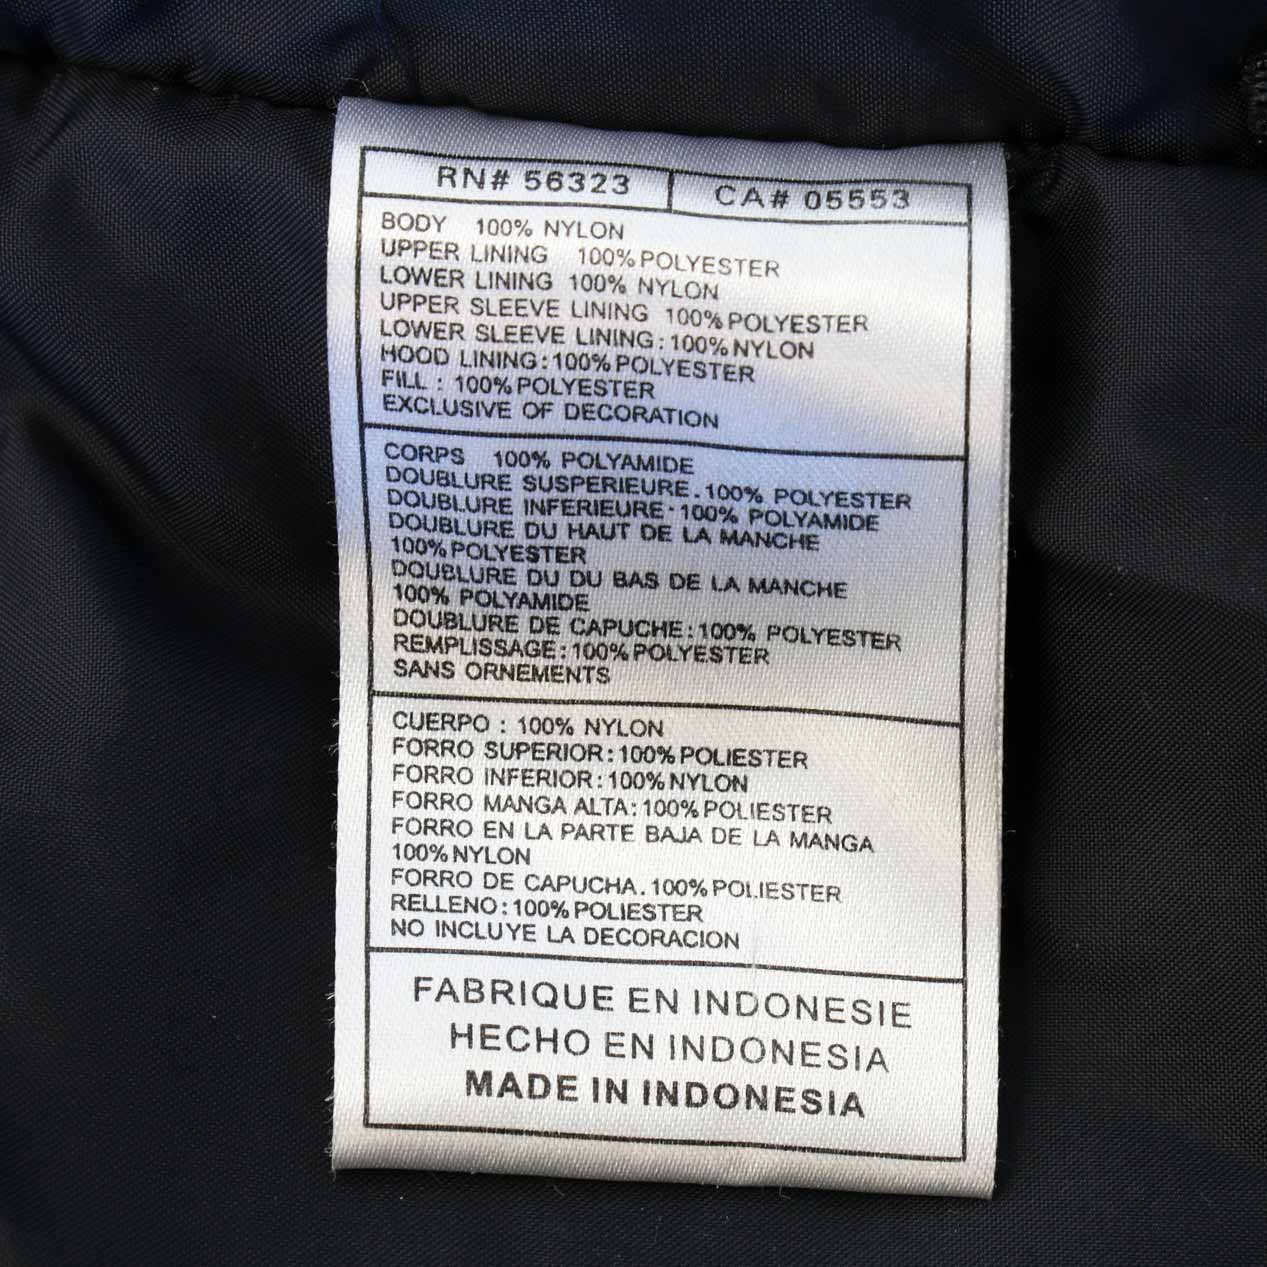 RN# 56323
CA# 05553
BODY 100% NYLON
UPPER LINING 100% POLYESTER
LOWER LINING 100% NYLON
UPPER SLEEVE LINING 100% POLYESTER
LOWER SLEEVE LINING: 100% NYLON
HOOD LINING: 100% POLYESTER
FILL : 100% POLYESTER
EXCLUSIVE OF DECORATION
CORPS 100% POLYAMIDE
DOUBLURE SUSPERIEURE. 100% POLYESTER
DOUBLURE INFERIEURE· 100% POLYAMIDE
DOUBLURE DU HAUT DE LA MANCHE
100% POLYESTER
DOUBLURE DU DU BAS DE LA MANCHE
100% POLYAMIDE
DOUBLURE DE CAPUCHE: 100% POLYESTER
REMPLISSAGE: 100% POLYESTER
SANS ORNEMENTS
CUERPO : 100% NYLON
FORRO SUPERIOR: 100% POLIESTER
FORRO INFERIOR: 100% NYLON
FORRO MANGA ALTA: 100% POLIESTER
FORRO EN LA PARTE BAJA DE LA MANGA
100% NYLON
FORRO DE CAPUCHA. 100% POLIESTER
RELLENO: 100% POLIESTER
NO INCLUYE LA DECORACION
FABRIQUE EN INDONESIE
HECHO EN INDONESIA
MADE IN INDONESIA